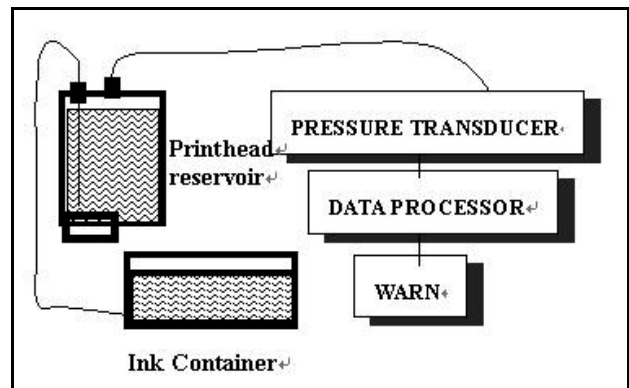 PRESSURE TRANSDUCER
Printhead
reservoir
DATA PROCESSOR
WARN
Ink Container